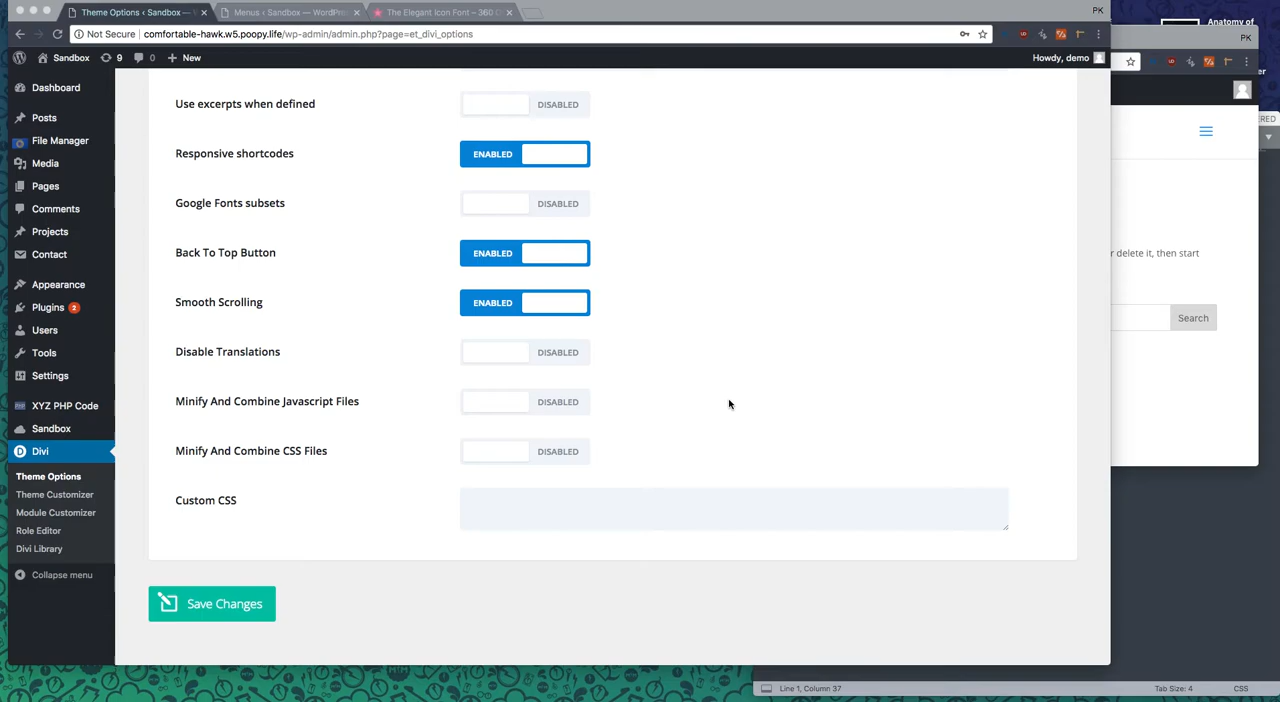 Theme Options ‹ Sandbox — 
Menus ‹ Sandbox — WordPres
The Elegant Icon Font – 360 O
PK
Anatomy of
Not Secure
comfortable-hawk.w5.poopy.life/wp-admin/admin.php?page=et_divi_options
PK
Sandbox
9
0
New
Howdy, demo
Dashboard
Posts
File Manager
Media
Pages
Comments
Projects
Contact
Appearance
Plugins 2
Users
Tools
Settings
XYZ PHP Code
Sandbox
Divi
Theme Options
Theme Customizer
Module Customizer
Role Editor
Divi Library
Collapse menu
Use excerpts when defined
DISABLED
Responsive shortcodes
ENABLED
Google Fonts subsets
DISABLED
Back To Top Button
ENABLED
Smooth Scrolling
ENABLED
Disable Translations
DISABLED
Minify And Combine Javascript Files
DISABLED
Minify And Combine CSS Files
DISABLED
Custom CSS
Save Changes
er
RED
r delete it, then start
Search
Line 1, Column 37
Tab Size: 4
CSS